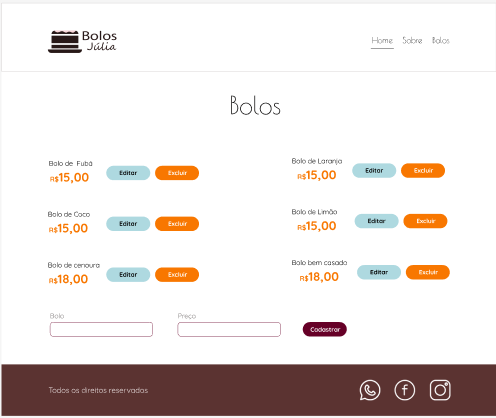 Bolos
Júlia
Home Sobre Bolos
Bolos
Bolo de Fubá
R$15,00 Editar Excluir
Bolo de Laranja
R$15,00 Editar Excluir
Bolo de Coco
R$15,00 Editar Excluir
Bolo de Limão
R$15,00 Editar Excluir
Bolo de cenoura
R$18,00 Editar Excluir
Bolo bem casado
R$18,00 Editar Excluir
Bolo Preço
Cadastrar
Todos os direitos reservados